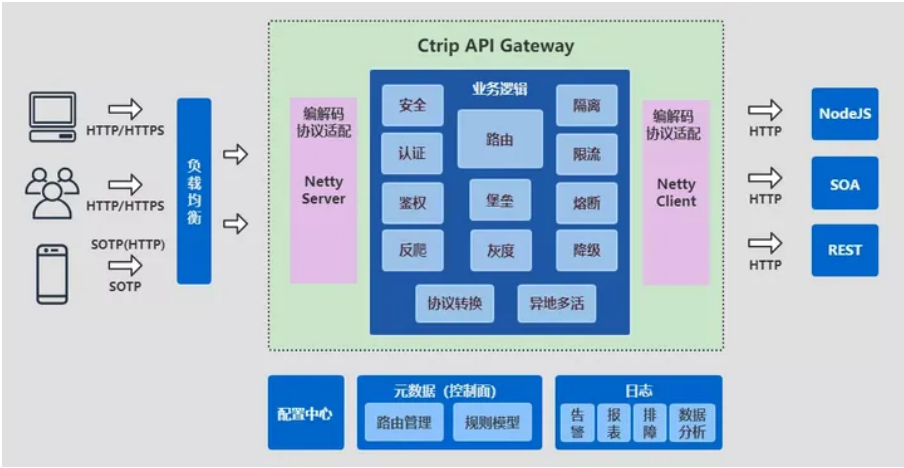 Ctrip API Gateway
HTTP/HTTPS
HTTP/HTTPS
SOTP(HTTP)
SOTP
负
载
均
衡
编解码
协议适配
Netty
Server
业务逻辑
安全
路由
隔离
认证
限流
鉴权
堡垒
熔断
反爬
灰度
降级
协议转换
异地多活
编解码
协议适配
Netty
Client
HTTP
NodeJS
HTTP
SOA
HTTP
REST
配置中心
元数据（控制面）
路由管理
规则模型
日志
告
警
报
表
排
障
数据
分析